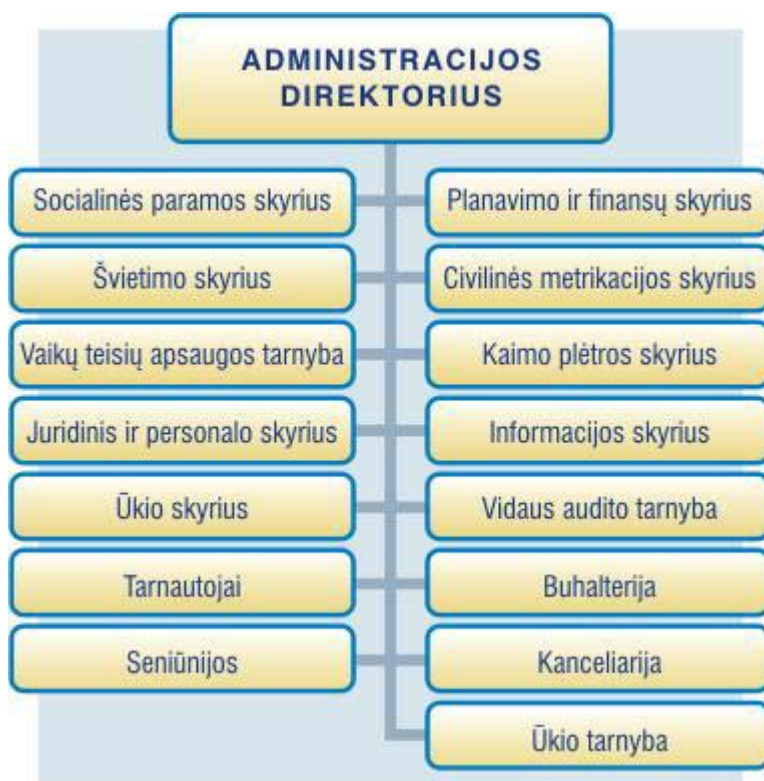 ADMINISTRACIJOS
DIREKTORIUS
Socialinės paramos skyrius
Planavimo ir finansų skyrius
Švietimo skyrius
Civilinės metrikacijos skyrius
Vaikų teisių apsaugos tarnyba
Kaimo plėtros skyrius
Juridinis ir personalo skyrius
Informacijos skyrius
Ūkio skyrius
Vidaus audito tarnyba
Tarnautojai
Buhalterija
Seniūnijos
Kanceliarija
Ūkio tarnyba